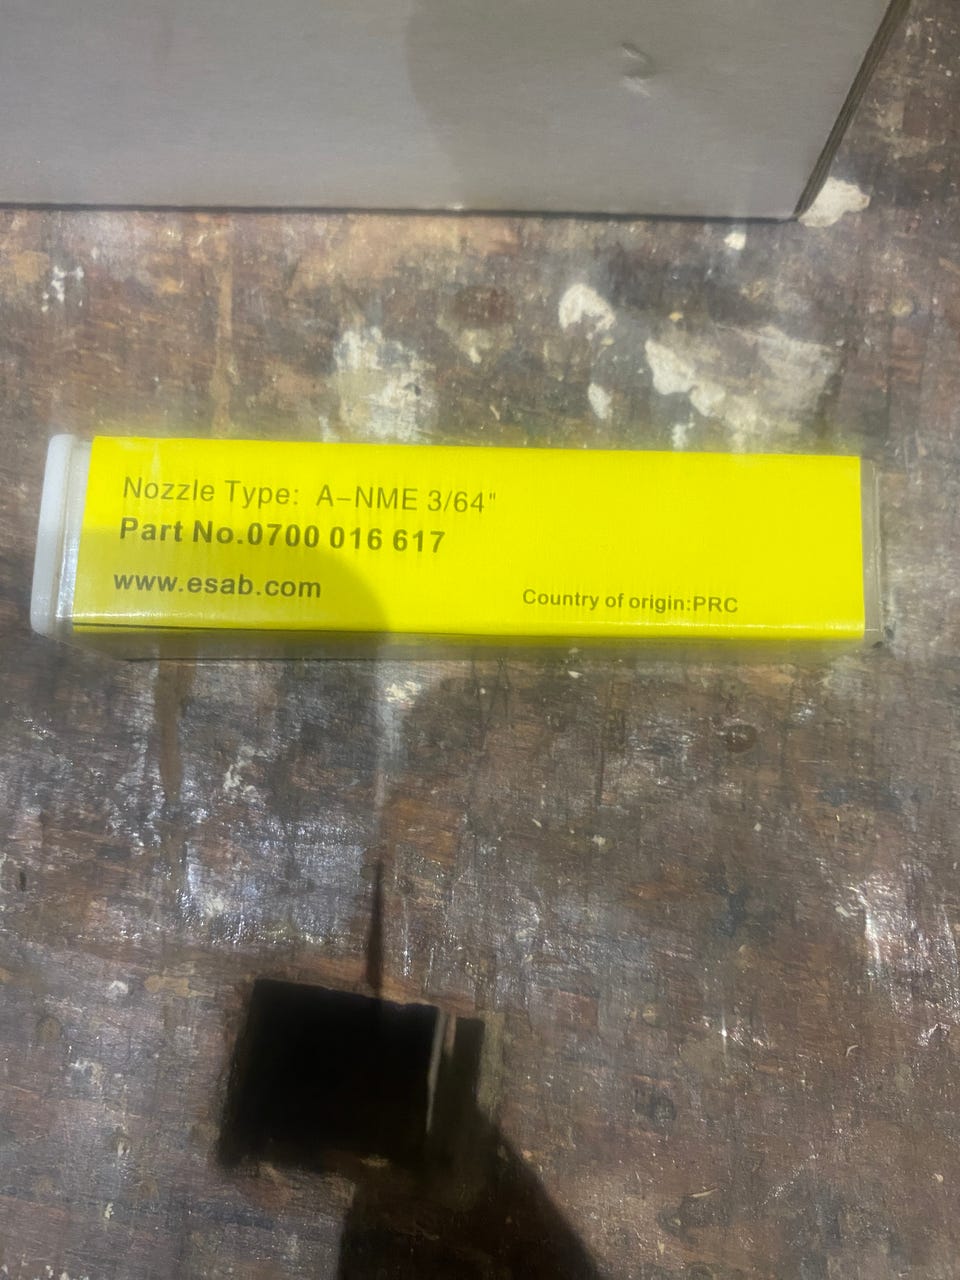 Nozzle Type: A-NME 3/64"
Part No.0700 016 617
www.esab.com
Country of origin:PRC